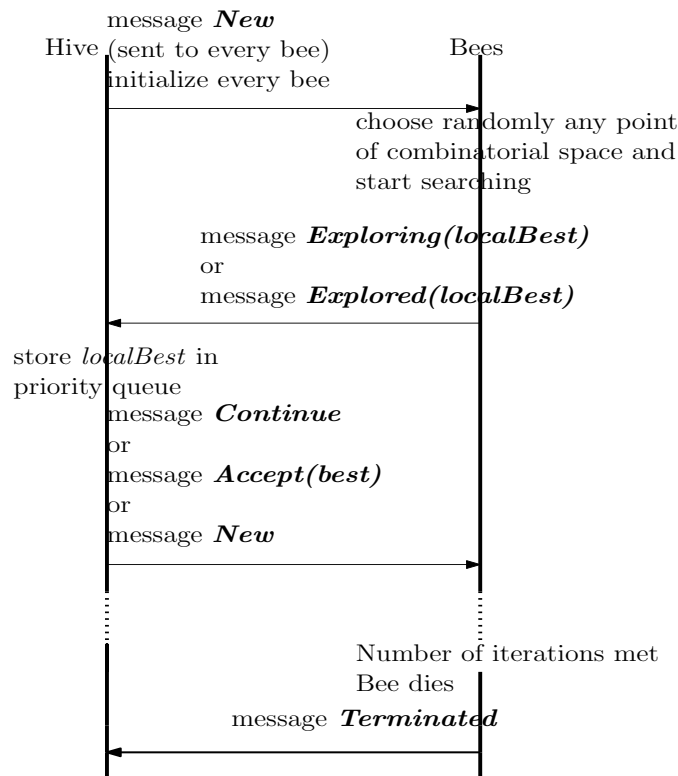 message New
Hive (sent to every bee) Bees
initialize every bee
choose randomly any point
of combinatorial space and
start searching
message Exploring(localBest)
or
message Explored(localBest)
store localBest in
priority queue
message Continue
or
message Accept(best)
or
message New
Number of iterations met
Bee dies
message Terminated